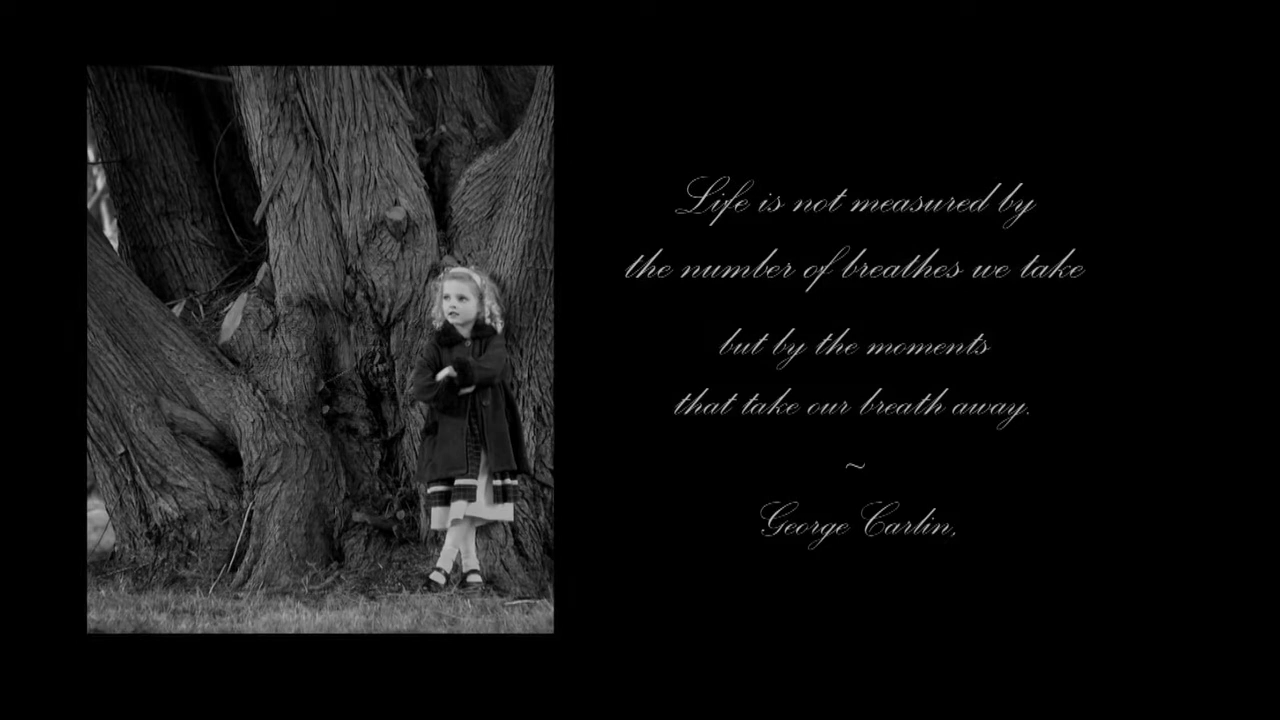 Life is not measured by
the number of breathes we take
but by the moments
that take our breath away.
~
George Carlin,